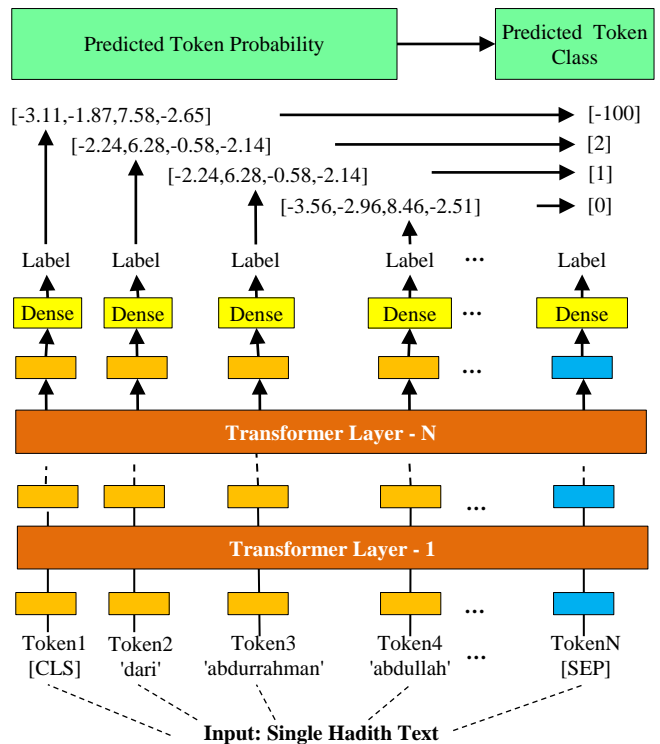 Predicted Token Probability
Predicted Token
Class
[-3.11,-1.87,7.58,-2.65]
[-100]
[-2.24,6.28,-0.58,-2.14]
[2]
[-2.24,6.28,-0.58,-2.14]
[1]
[-3.56,-2.96,8.46,-2.51]
[0]
Label Label Label Label ... Label
Dense Dense Dense Dense ... Dense
...
Transformer Layer - N
...
Transformer Layer - 1
...
Token1 Token2 Token3 Token4 TokenN
[CLS] 'dari' 'abdurrahman' 'abdullah' ... [SEP]
Input: Single Hadith Text